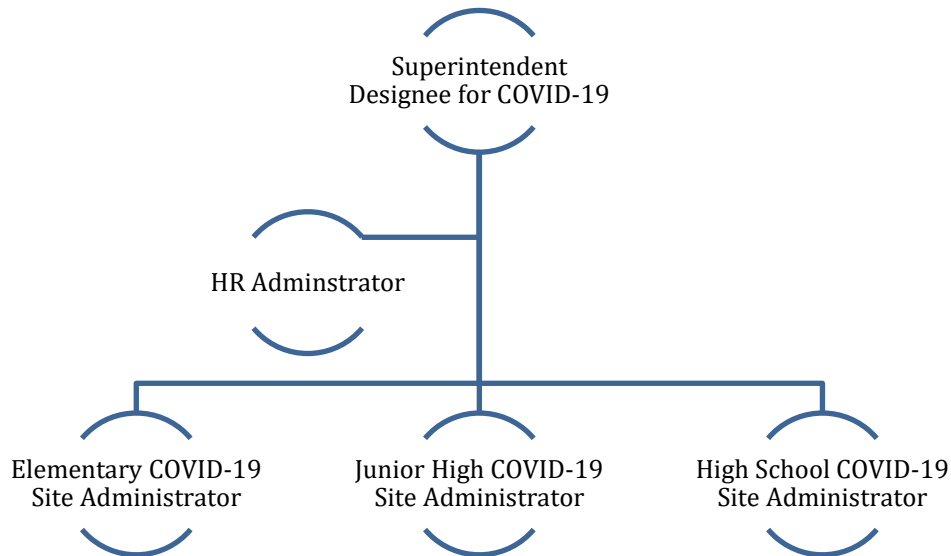 Superintendent
Designee for COVID-19
HR Adminstrator
Elementary COVID-19
Site Administrator
Junior High COVID-19
Site Administrator
High School COVID-19
Site Administrator